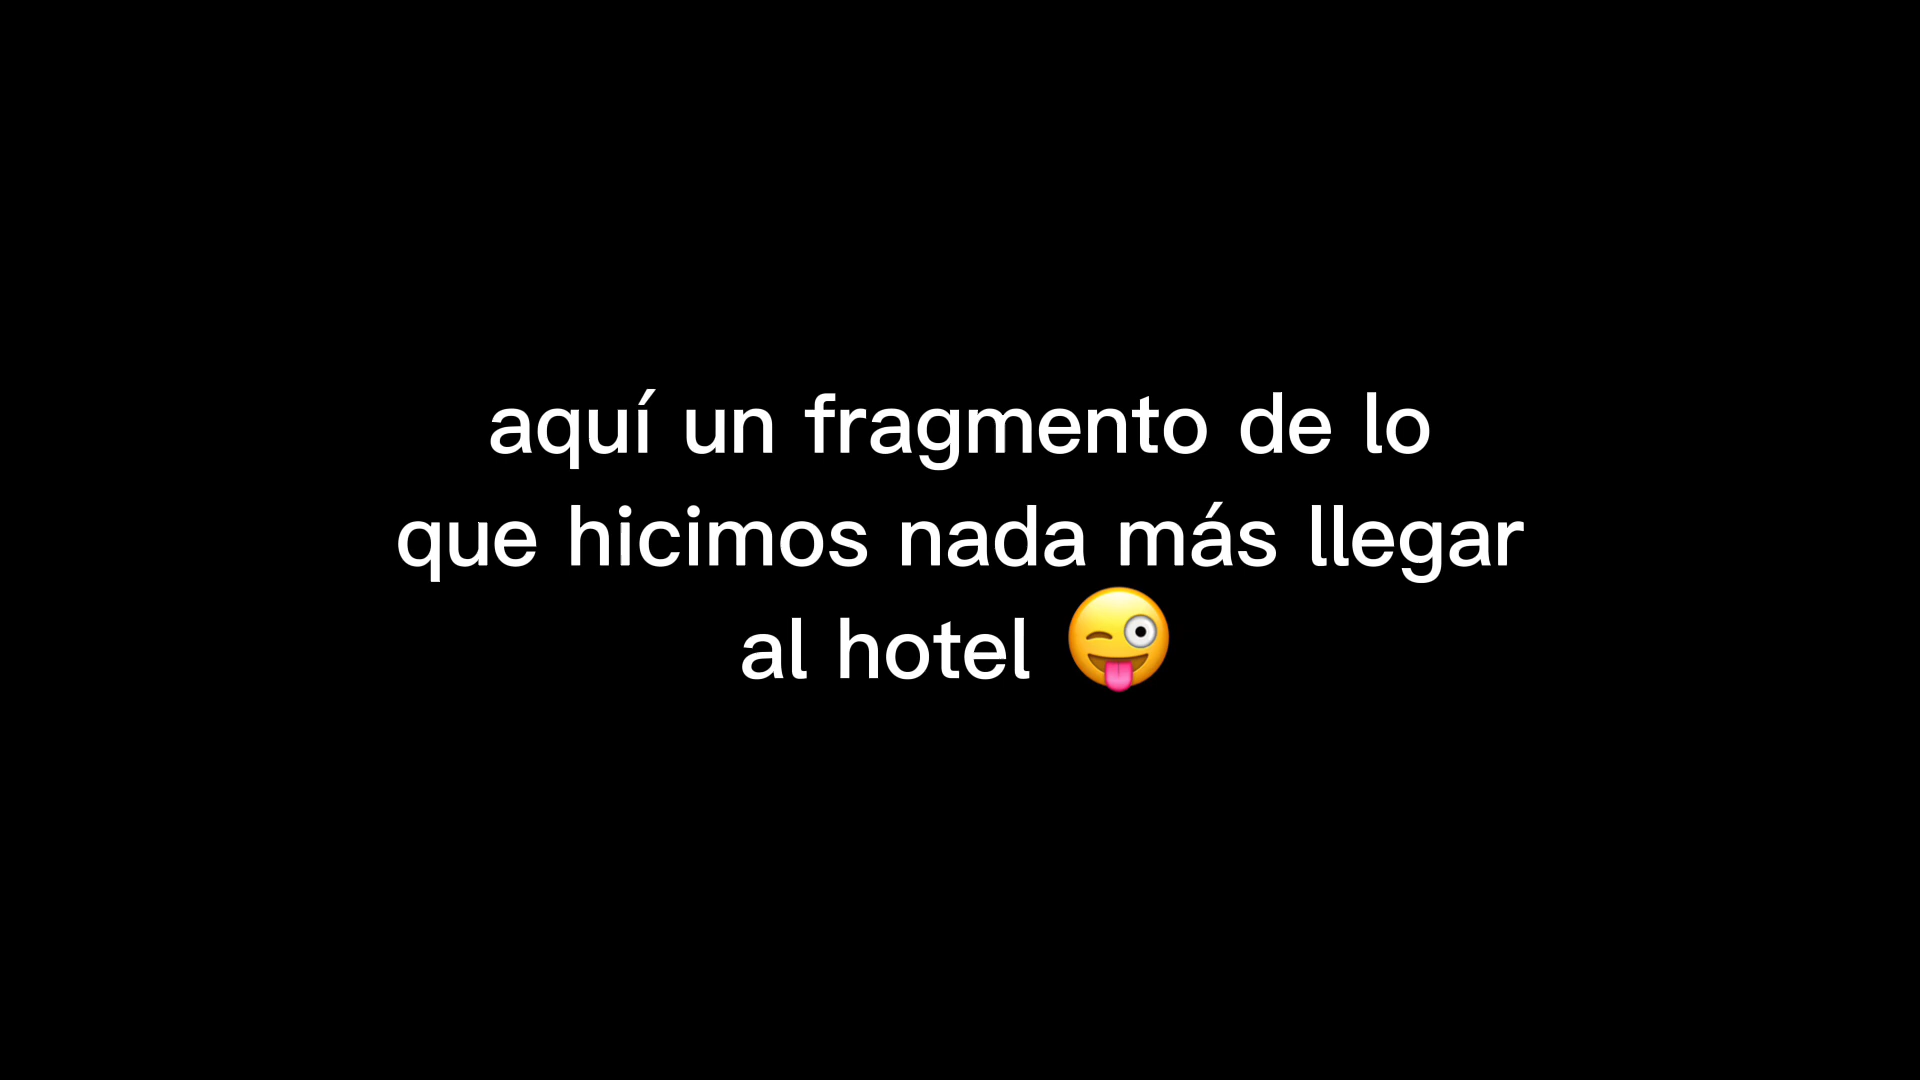 aquí un fragmento de lo
que hicimos nada más llegar
al hotel 😜